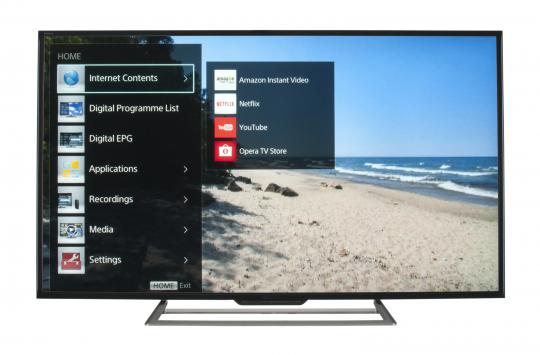 HOME
Internet Contents
Digital Programme List
Digital EPG
Applications
Recordings
Media
Settings
HOME Exit
amazon Amazon Instant Video
NETFLIX Netflix
YouTube
Opera TV Store